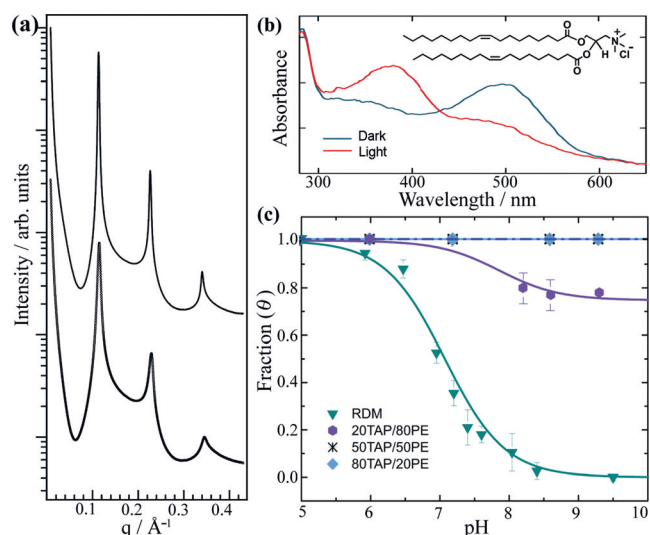 (a)
Intensity / arb. units
0.1 0.2 0.3 0.4
q / Å⁻¹
(b)
Absorbance
O
O
O
O
H
N
+
Cl⁻
Dark
Light
300 400 500 600
Wavelength / nm
(c)
Fraction (θ)
1.0
0.8
0.6
0.4
0.2
0.0
RDM
20TAP/80PE
50TAP/50PE
80TAP/20PE
5 6 7 8 9 10
pH